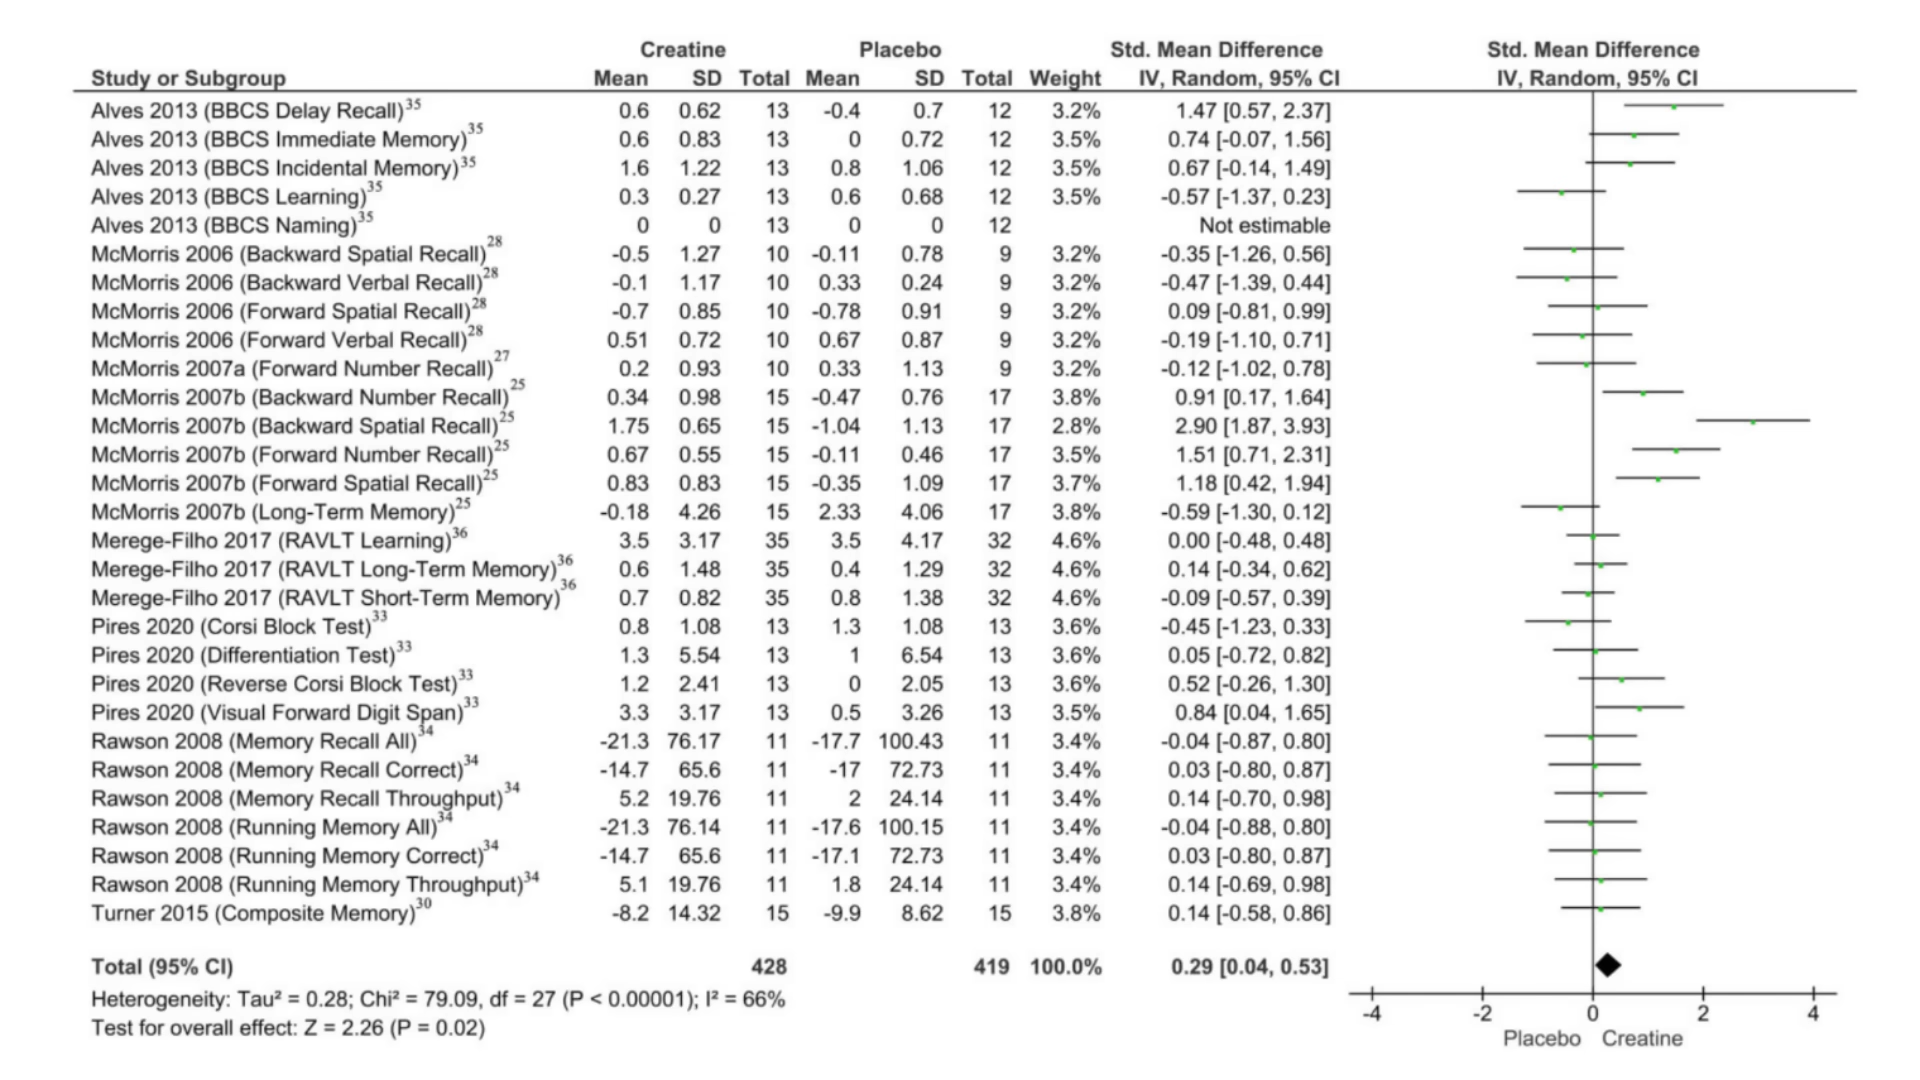 Creatine Placebo Std. Mean Difference Std. Mean Difference
Study or Subgroup Mean SD Total Mean SD Total Weight IV, Random, 95% CI IV, Random, 95% CI
Alves 2013 (BBCS Delay Recall)35 0.6 0.62 13 -0.4 0.7 12 3.2% 1.47 [0.57, 2.37]
Alves 2013 (BBCS Immediate Memory)35 0.6 0.83 13 0 0.72 12 3.5% 0.74 [-0.07, 1.56]
Alves 2013 (BBCS Incidental Memory)35 1.6 1.22 13 0.8 1.06 12 3.5% 0.67 [-0.14, 1.49]
Alves 2013 (BBCS Learning)35 0.3 0.27 13 0.6 0.68 12 3.5% -0.57 [-1.37, 0.23]
Alves 2013 (BBCS Naming)35 0 0 13 0 0 12 Not estimable
McMorris 2006 (Backward Spatial Recall)28 -0.5 1.27 10 -0.11 0.78 9 3.2% -0.35 [-1.26, 0.56]
McMorris 2006 (Backward Verbal Recall)28 -0.1 1.17 10 0.33 0.24 9 3.2% -0.47 [-1.39, 0.44]
McMorris 2006 (Forward Spatial Recall)28 -0.7 0.85 10 -0.78 0.91 9 3.2% 0.09 [-0.81, 0.99]
McMorris 2006 (Forward Verbal Recall)28 0.51 0.72 10 0.67 0.87 9 3.2% -0.19 [-1.10, 0.71]
McMorris 2007a (Forward Number Recall)27 0.2 0.93 10 0.33 1.13 9 3.2% -0.12 [-1.02, 0.78]
McMorris 2007b (Backward Number Recall)25 0.34 0.98 15 -0.47 0.76 17 3.8% 0.91 [0.17, 1.64]
McMorris 2007b (Backward Spatial Recall)25 1.75 0.65 15 -1.04 1.13 17 2.8% 2.90 [1.87, 3.93]
McMorris 2007b (Forward Number Recall)25 0.67 0.55 15 -0.11 0.46 17 3.5% 1.51 [0.71, 2.31]
McMorris 2007b (Forward Spatial Recall)25 0.83 0.83 15 -0.35 1.09 17 3.7% 1.18 [0.42, 1.94]
McMorris 2007b (Long-Term Memory)25 -0.18 4.26 15 2.33 4.06 17 3.8% -0.59 [-1.30, 0.12]
Merege-Filho 2017 (RAVLT Learning)36 3.5 3.17 35 3.5 4.17 32 4.6% 0.00 [-0.48, 0.48]
Merege-Filho 2017 (RAVLT Long-Term Memory)36 0.6 1.48 35 0.4 1.29 32 4.6% 0.14 [-0.34, 0.62]
Merege-Filho 2017 (RAVLT Short-Term Memory)36 0.7 0.82 35 0.8 1.38 32 4.6% -0.09 [-0.57, 0.39]
Pires 2020 (Corsi Block Test)33 0.8 1.08 13 1.3 1.08 13 3.6% -0.45 [-1.23, 0.33]
Pires 2020 (Differentiation Test)33 1.3 5.54 13 1 6.54 13 3.6% 0.05 [-0.72, 0.82]
Pires 2020 (Reverse Corsi Block Test)33 1.2 2.41 13 0 2.05 13 3.6% 0.52 [-0.26, 1.30]
Pires 2020 (Visual Forward Digit Span)33 3.3 3.17 13 0.5 3.26 13 3.5% 0.84 [0.04, 1.65]
Rawson 2008 (Memory Recall All)34 -21.3 76.17 11 -17.7 100.43 11 3.4% -0.04 [-0.87, 0.80]
Rawson 2008 (Memory Recall Correct)34 -14.7 65.6 11 -17 72.73 11 3.4% 0.03 [-0.80, 0.87]
Rawson 2008 (Memory Recall Throughput)34 5.2 19.76 11 2 24.14 11 3.4% 0.14 [-0.70, 0.98]
Rawson 2008 (Running Memory All)34 -21.3 76.14 11 -17.6 100.15 11 3.4% -0.04 [-0.88, 0.80]
Rawson 2008 (Running Memory Correct)34 -14.7 65.6 11 -17.1 72.73 11 3.4% 0.03 [-0.80, 0.87]
Rawson 2008 (Running Memory Throughput)34 5.1 19.76 11 1.8 24.14 11 3.4% 0.14 [-0.69, 0.98]
Turner 2015 (Composite Memory)30 -8.2 14.32 15 -9.9 8.62 15 3.8% 0.14 [-0.58, 0.86]
Total (95% CI) 428 419 100.0% 0.29 [0.04, 0.53]
Heterogeneity: Tau² = 0.28; Chi² = 79.09, df = 27 (P < 0.00001); I² = 66%
Test for overall effect: Z = 2.26 (P = 0.02)
-4 -2 0 2 4
Placebo Creatine